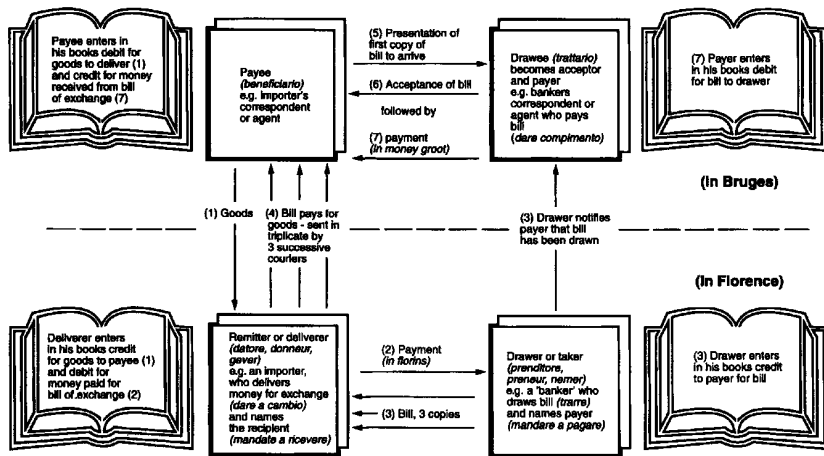 Payee enters in
his books debit for
goods to deliver (1)
and credit for money
received from bill
of exchange (7)
Payee
(beneficiario)
e.g. importer's
correspondent
or agent
(5) Presentation of
first copy of
bill to arrive
(6) Acceptance of bill
followed by
(7) payment
(in money groot)
Drawee (trattario)
becomes acceptor
and payer
e.g. bankers
correspondent or
agent who pays
bill
(dare compimento)
(7) Payer enters
in his books debit
for bill to drawer
(In Bruges)
(1) Goods
(4) Bill pays for
goods - sent in
triplicate by
3 successive
couriers
(3) Drawer notifies
payer that bill
has been drawn
(In Florence)
Deliverer enters
in his books credit
for goods to payee (1)
and debit for
money paid for
bill of.exchange (2)
Remitter or deliverer
(datore, donneur,
gever)
e.g. an importer,
who delivers
money for exchange
(dare a cambio)
and names
the recipient
(mandate a ricevere)
(2) Payment
(in florins)
(3) Bill, 3 copies
Drawer or taker
(prenditore,
preneur, nemer)
e.g. a 'banker' who
draws bill (trarre)
and names payer
(mandare a pagare)
(3) Drawer enters
in his books credit
to payer for bill